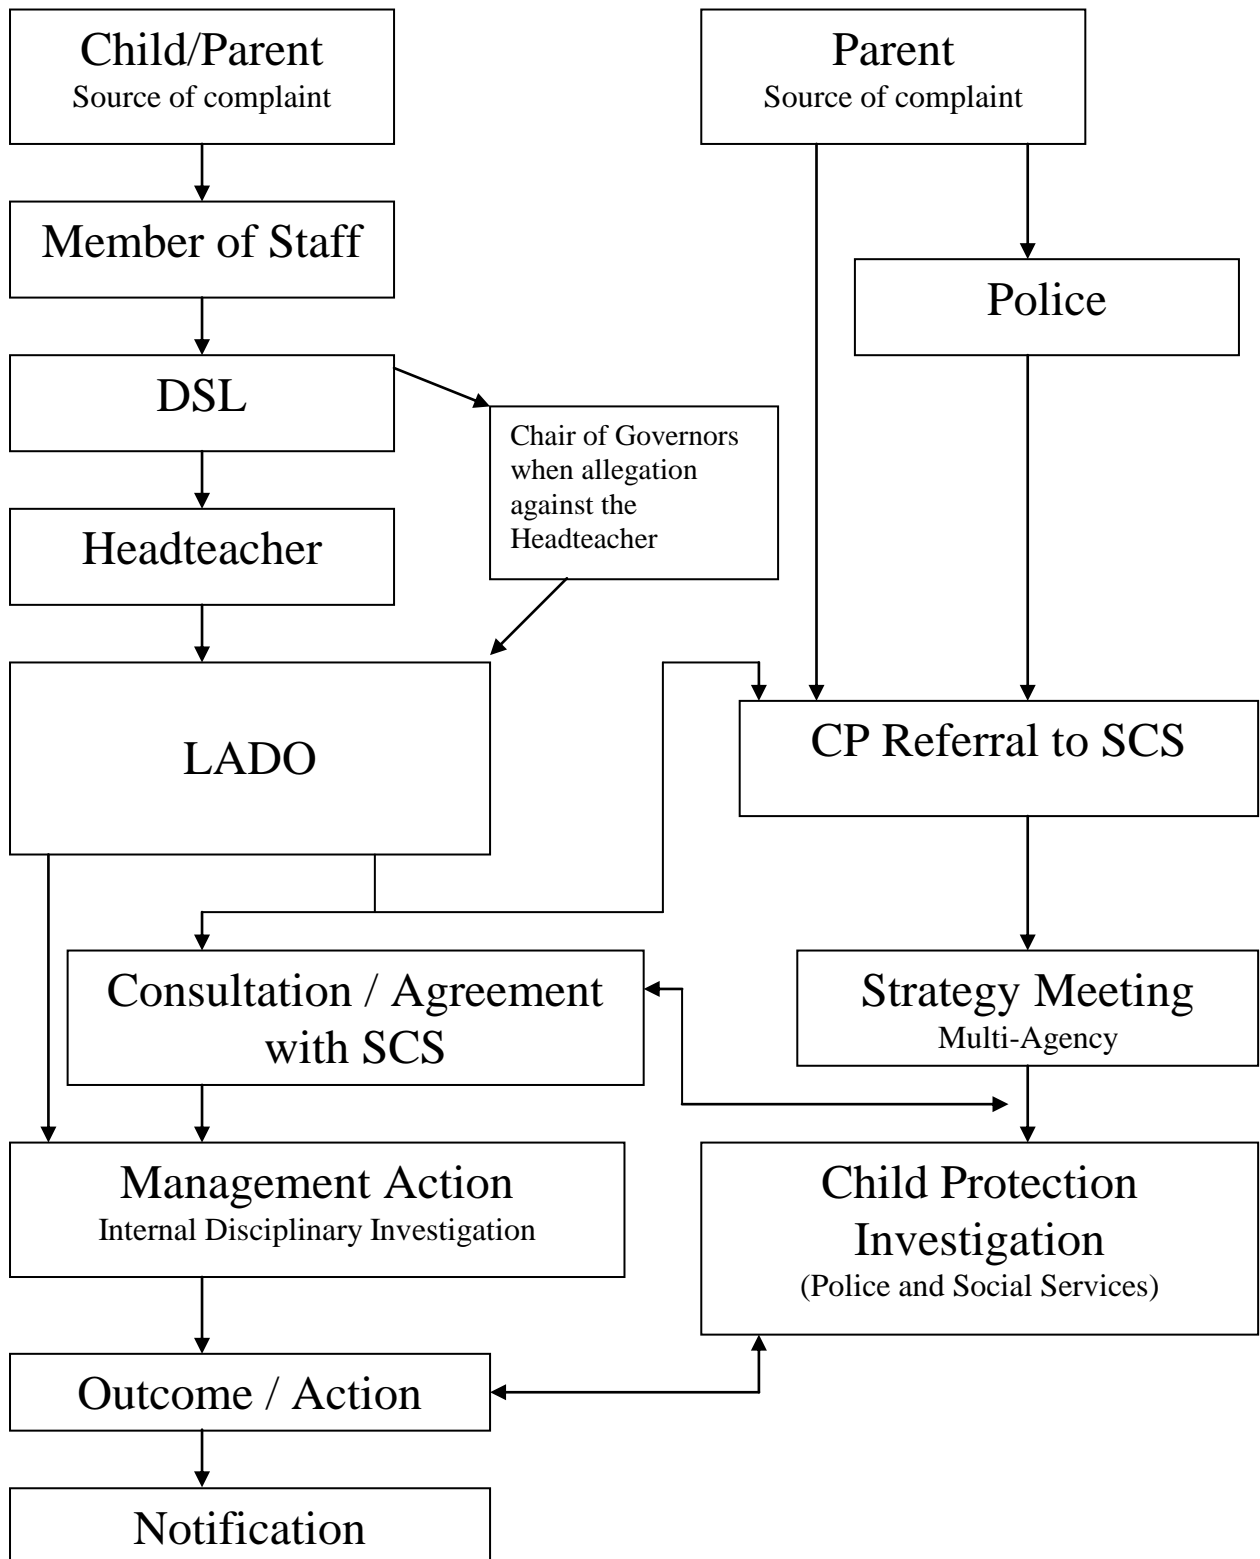 Child/Parent
Source of complaint
Parent
Source of complaint
Member of Staff
Police
DSL
Chair of Governors
when allegation
against the
Headteacher
Headteacher
LADO
CP Referral to SCS
Consultation / Agreement
with SCS
Strategy Meeting
Multi-Agency
Management Action
Internal Disciplinary Investigation
Child Protection
Investigation
(Police and Social Services)
Outcome / Action
Notification